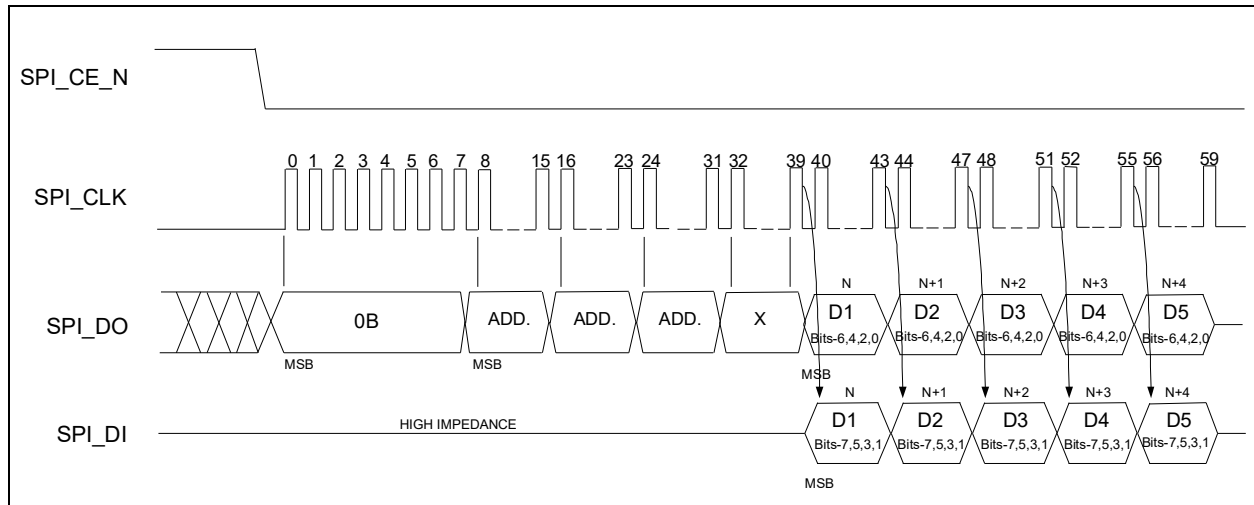 SPI_CE_N
0 1 2 3 4 5 6 7 8 15 16 23 24 31 32 39 40 43 44 47 48 51 52 55 56 59
SPI_CLK
N N+1 N+2 N+3 N+4
SPI_DO 0B ADD. ADD. ADD. X D1 D2 D3 D4 D5
Bits-6,4,2,0 Bits-6,4,2,0 Bits-6,4,2,0 Bits-6,4,2,0 Bits-6,4,2,0
MSB MSB MSB
N N+1 N+2 N+3 N+4
SPI_DI HIGH IMPEDANCE D1 D2 D3 D4 D5
Bits-7,5,3,1 Bits-7,5,3,1 Bits-7,5,3,1 Bits-7,5,3,1 Bits-7,5,3,1
MSB